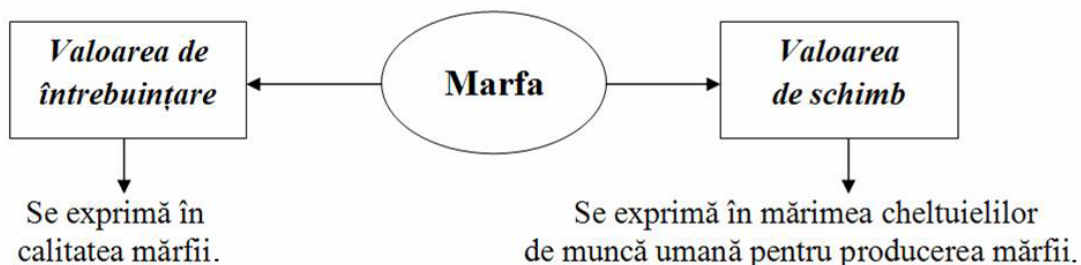 Valoarea de
întrebuințare
Marfa
Valoarea
de schimb
Se exprimă în
calitatea mărfii.
Se exprimă în mărimea cheltuielilor
de muncă umană pentru producerea mărfii.